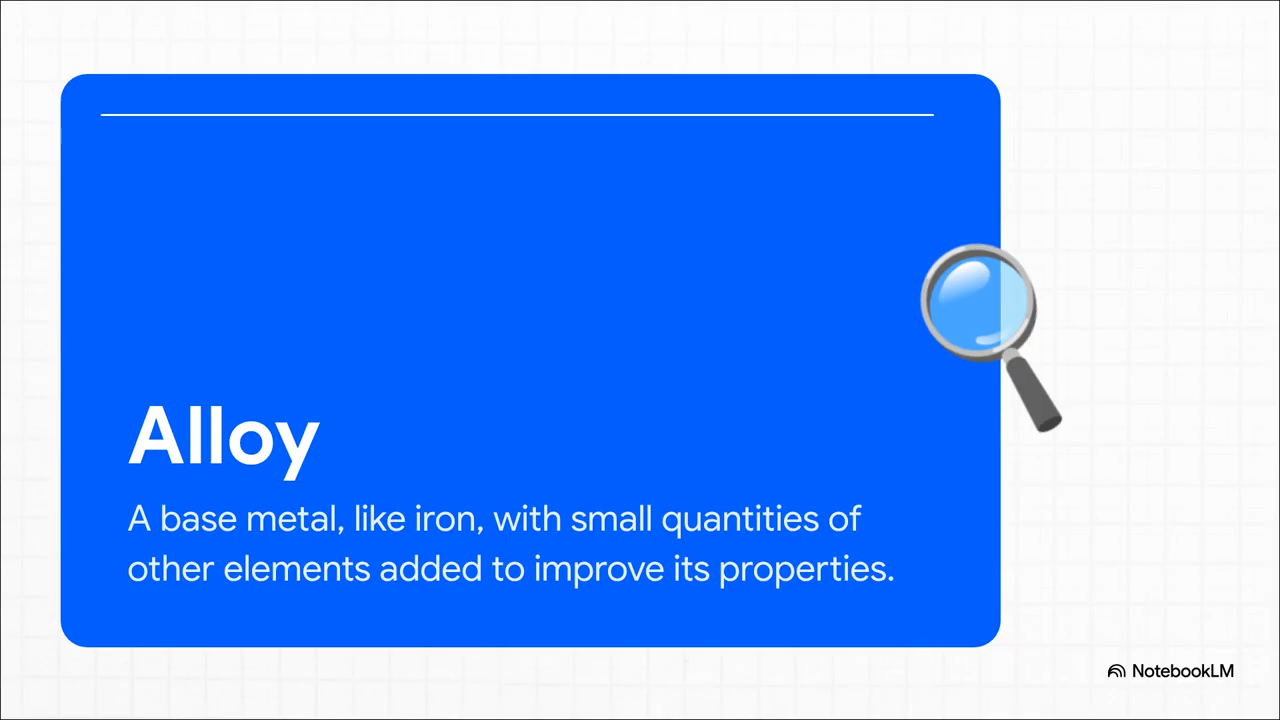 Alloy
A base metal, like iron, with small quantities of
other elements added to improve its properties.
NotebookLM